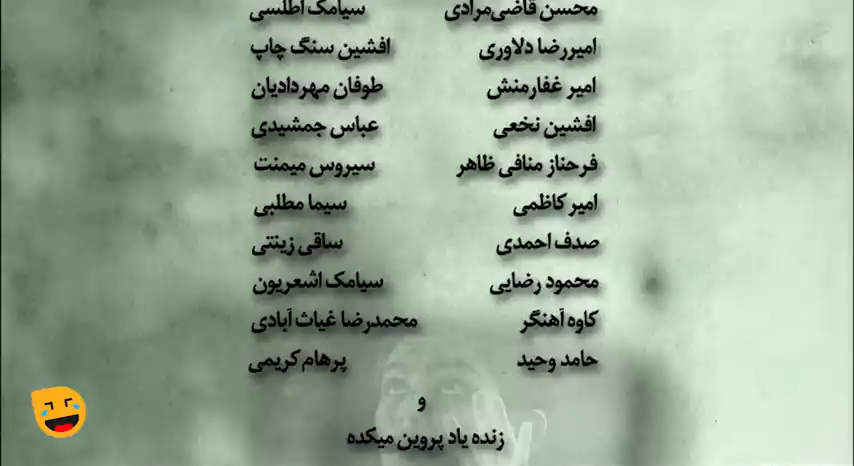 محسن قاضی‌مرادی سیامک اطلسی
امیررضا دلاوری افشین سنگ چاپ
امیر غفارمنش طوفان مهردادیان
افشین نخعی عباس جمشیدی
فرحناز منافی ظاهر سیروس میمنت
امیر کاظمی سیما مطلبی
صدف احمدی ساقی زینتی
محمود رضایی سیامک اشعریون
کاوه آهنگر محمدرضا غیاث آبادی
حامد وحید پرهام کریمی
و
زنده یاد پروین میکده